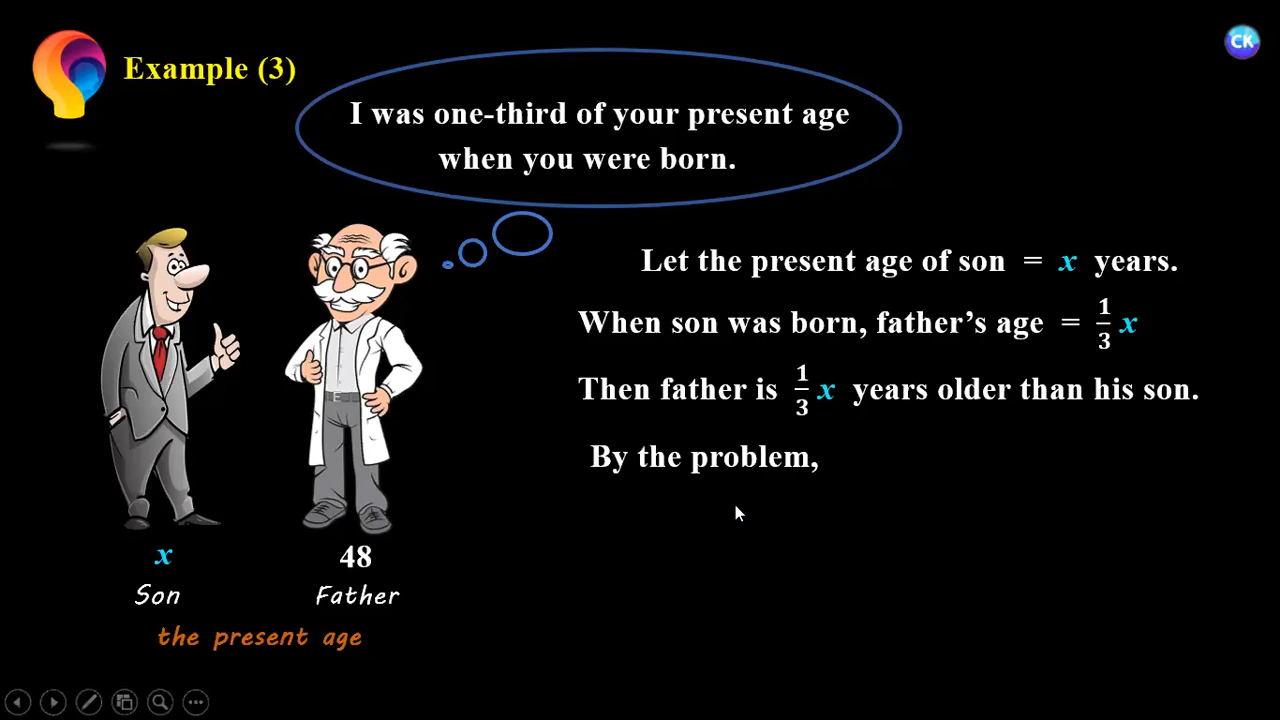 CK
Example (3)
I was one-third of your present age
when you were born.
Let the present age of son = x years.
When son was born, father’s age = 1/3 x
Then father is 1/3 x years older than his son.
By the problem,
x 48
Son Father
the present age